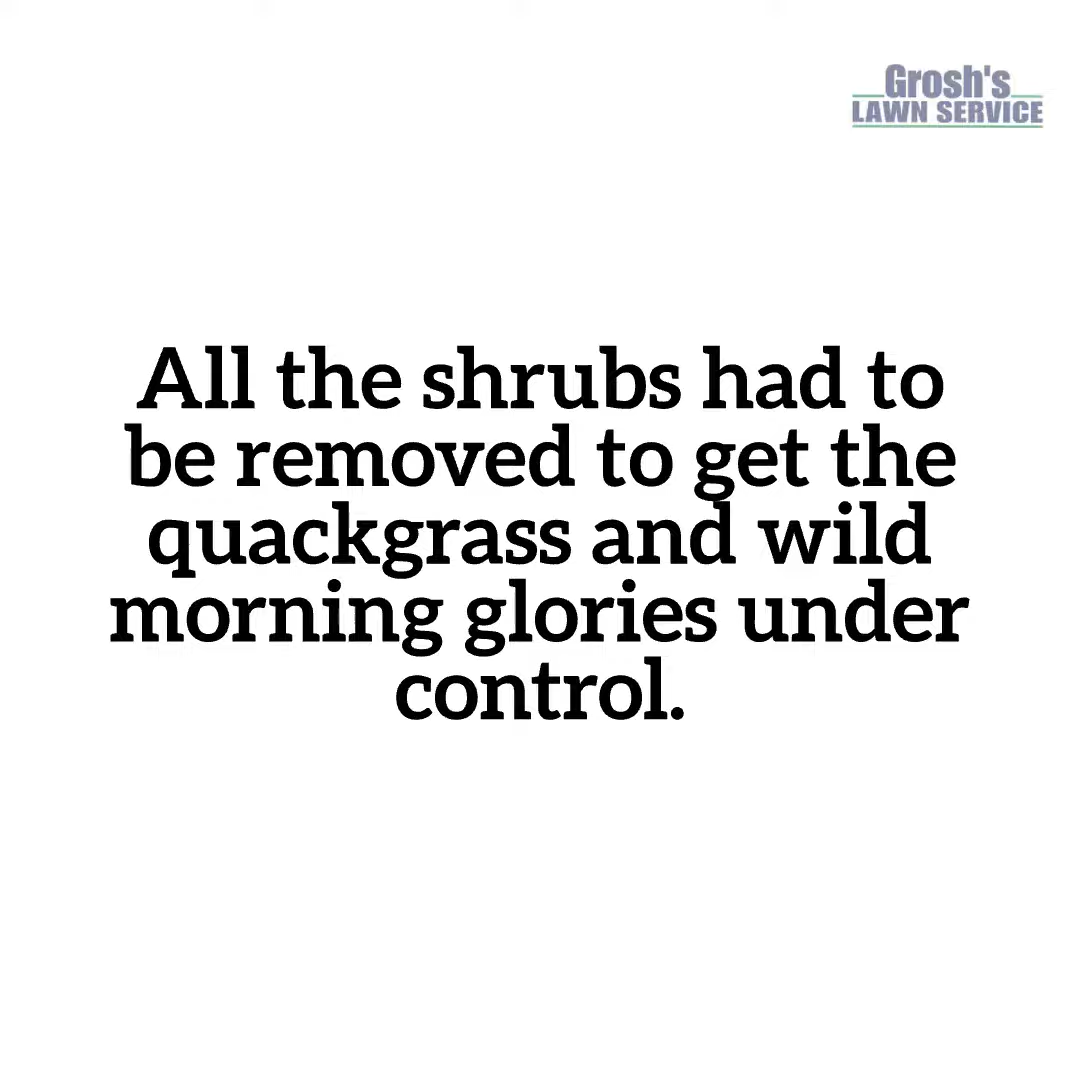 Grosh's
LAWN SERVICE
All the shrubs had to
be removed to get the
quackgrass and wild
morning glories under
control.